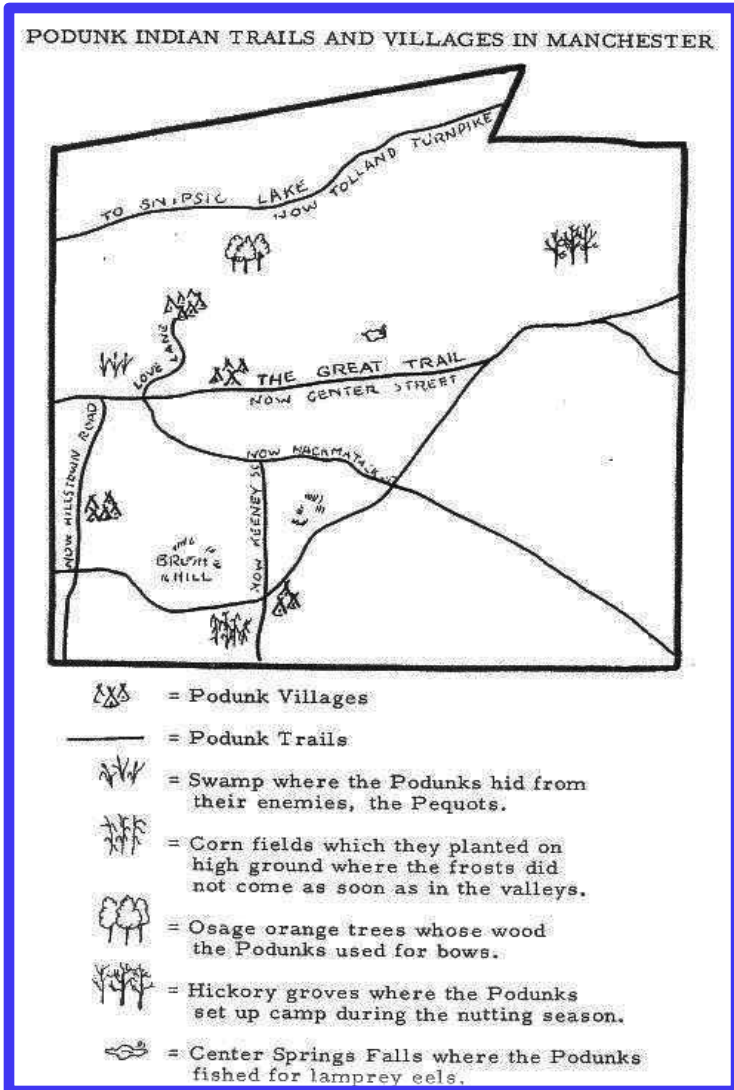 PODUNK INDIAN TRAILS AND VILLAGES IN MANCHESTER
TO SNIPSIC LAKE
NOW TOLLAND TURNPIKE
LOVE LANE
THE GREAT TRAIL
NOW CENTER STREET
NOW HILLSTOWN ROAD
NOW
NOW KEENEY
BRUSH
HILL
= Podunk Villages
= Podunk Trails
= Swamp where the Podunks hid from
their enemies, the Pequots.
= Corn fields which they planted on
high ground where the frosts did
not come as soon as in the valleys.
= Osage orange trees whose wood
the Podunks used for bows.
= Hickory groves where the Podunks
set up camp during the nutting season.
= Center Springs Falls where the Podunks
fished for lamprey eels.